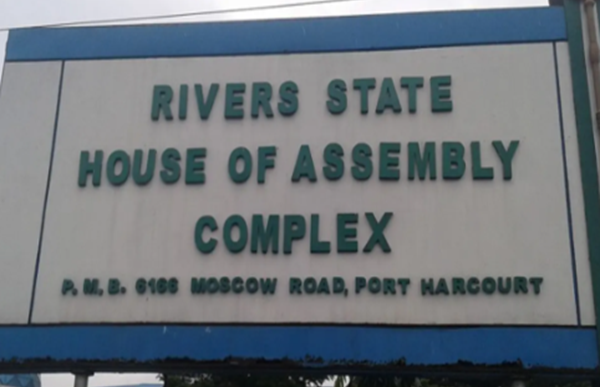 RIVERS STATE
HOUSE OF ASSEMBLY
COMPLEX
P. M. B. 6166 MOSCOW ROAD, PORT HARCOURT